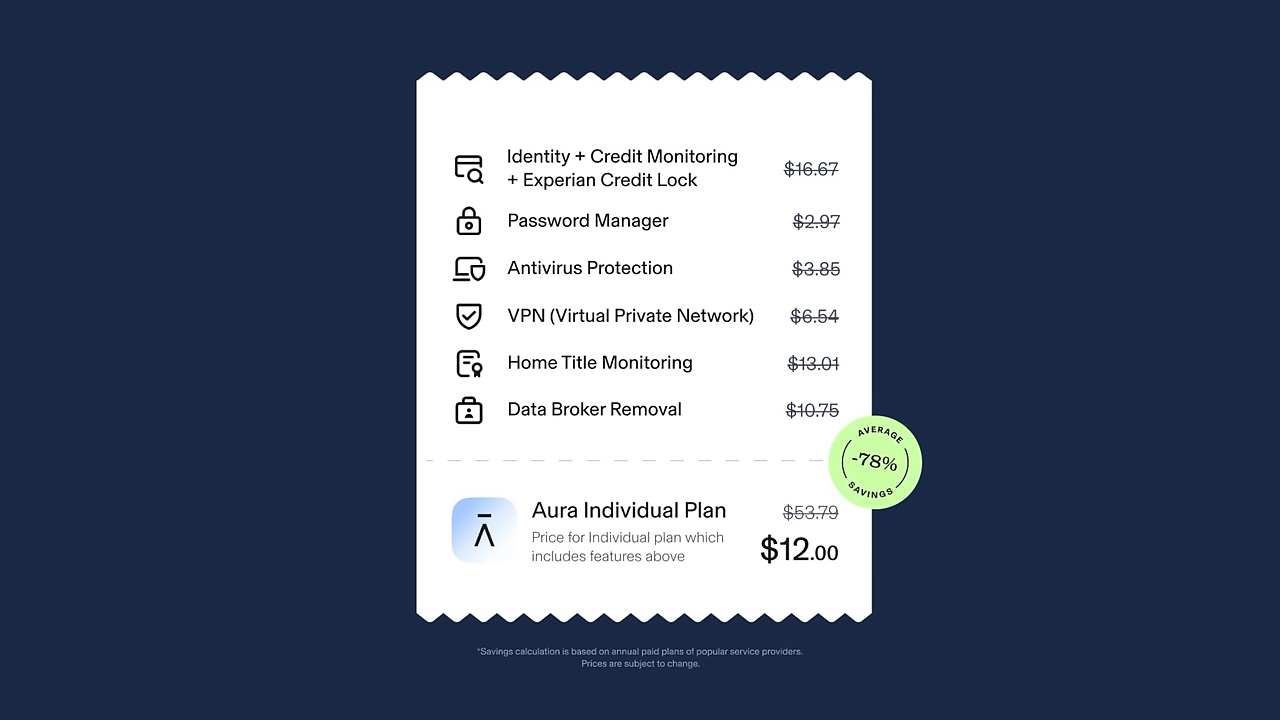 Identity + Credit Monitoring
+ Experian Credit Lock
$16.67
Password Manager
$2.97
Antivirus Protection
$3.85
VPN (Virtual Private Network)
$6.54
Home Title Monitoring
$13.01
Data Broker Removal
$10.75
AVERAGE
-78%
SAVINGS
Aura Individual Plan
$53.79
Price for Individual plan which
includes features above
$12.00
*Savings calculation is based on annual paid plans of popular service providers.
Prices are subject to change.